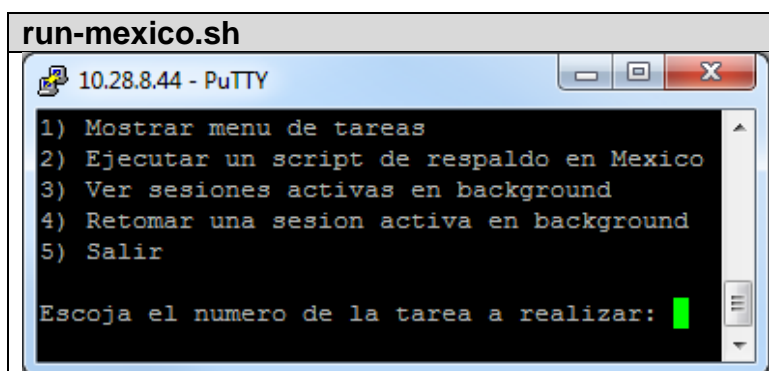 run-mexico.sh
10.28.8.44 - PuTTY
1) Mostrar menu de tareas
2) Ejecutar un script de respaldo en Mexico
3) Ver sesiones activas en background
4) Retomar una sesion activa en background
5) Salir
Escoja el numero de la tarea a realizar: